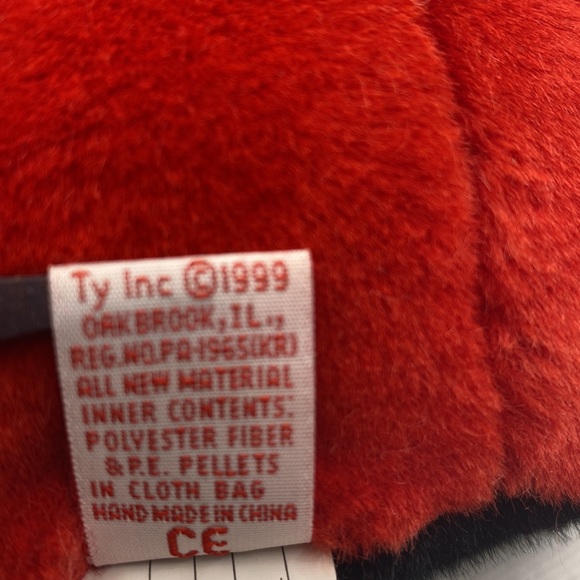 Ty Inc ©1999
OAKBROOK, IL.,
REG.NO.PA-1965(KR)
ALL NEW MATERIAL
INNER CONTENTS:
POLYESTER FIBER
& P.E. PELLETS
IN CLOTH BAG
HAND MADE IN CHINA
CE